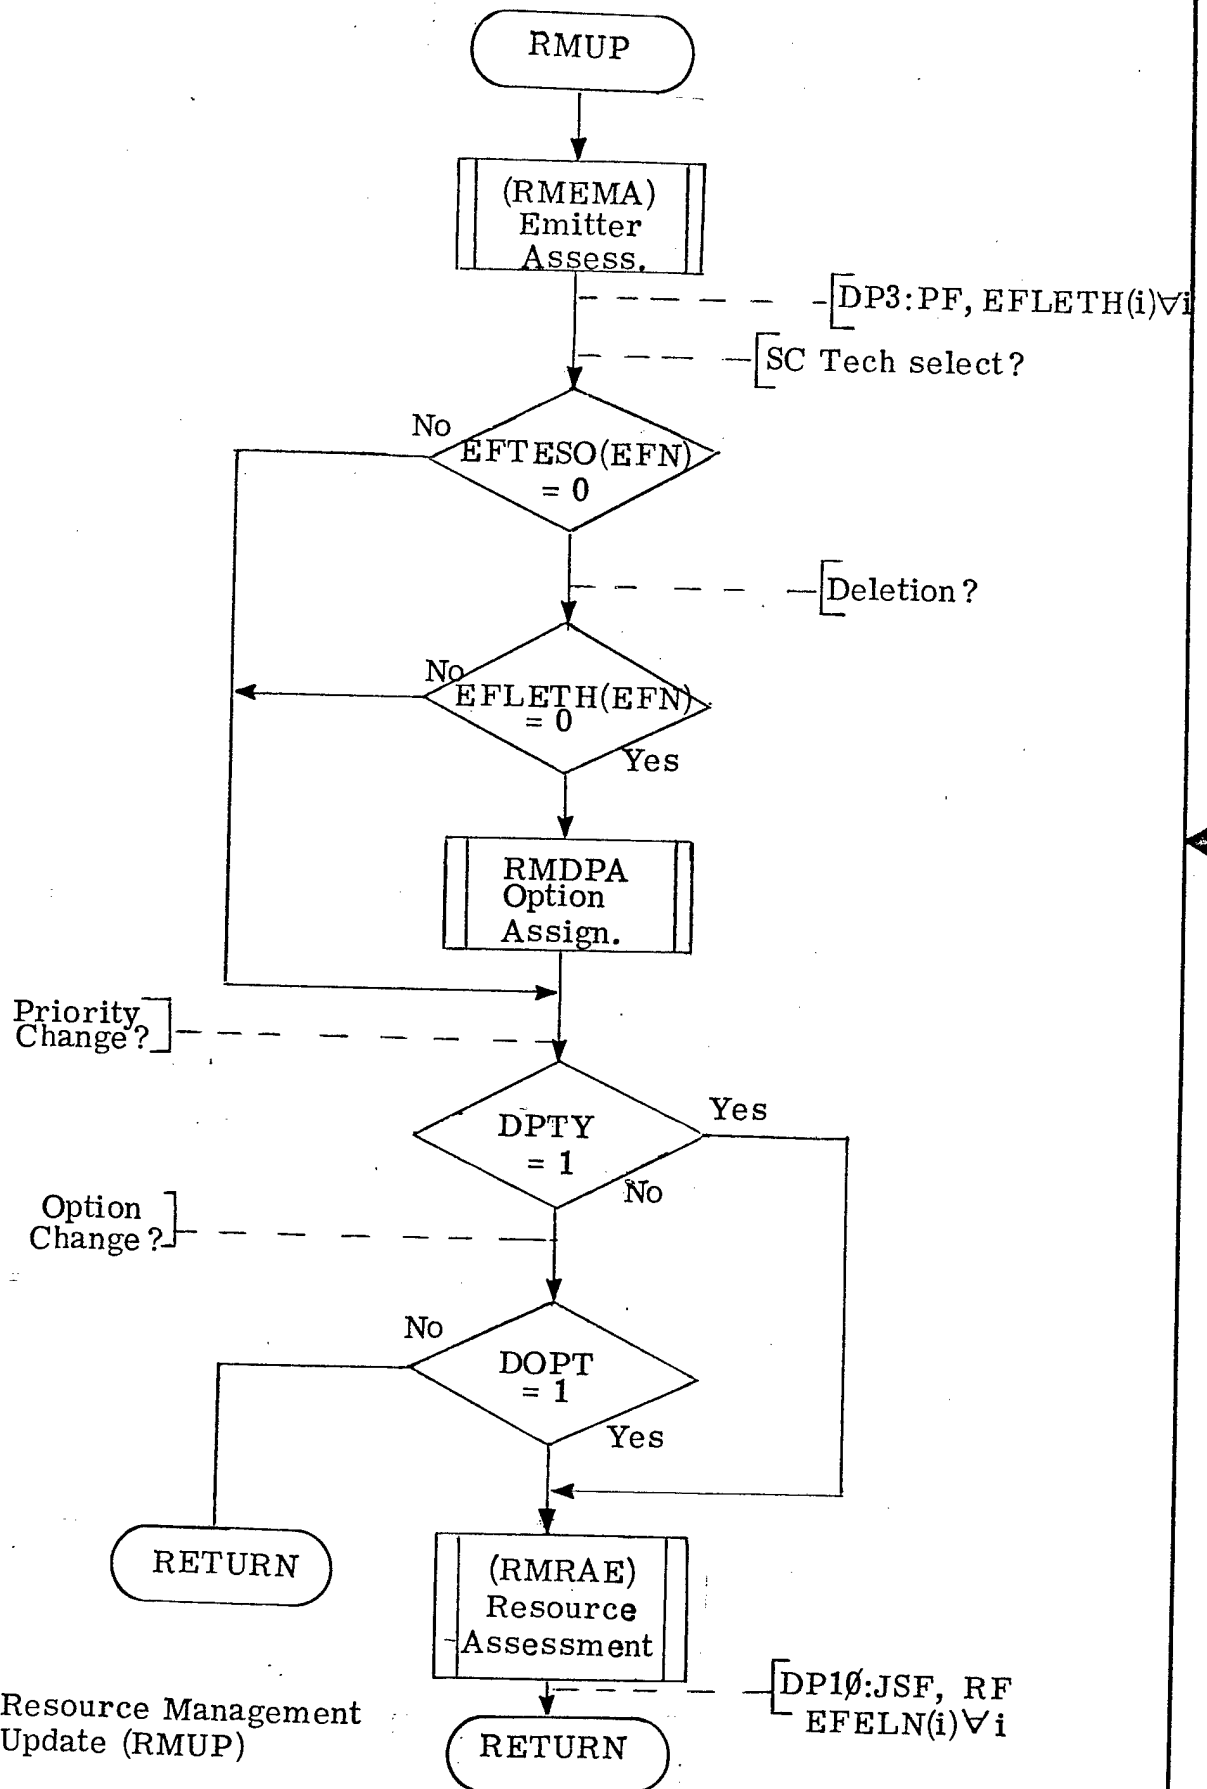 RMUP
(RMEMA)
Emitter
Assess.
DP3:PF, EFLETH(i)∀i
SC Tech select?
No
EFTESO(EFN)
= 0
Deletion?
No
EFLETH(EFN)
= 0
Yes
RMDPA
Option
Assign.
Priority
Change?
DPTY
= 1
Yes
No
Option
Change?
No
DOPT
= 1
Yes
RETURN
(RMRAE)
Resource
Assessment
DP1Ø:JSF, RF
EFELN(i)∀i
Resource Management
Update (RMUP)
RETURN